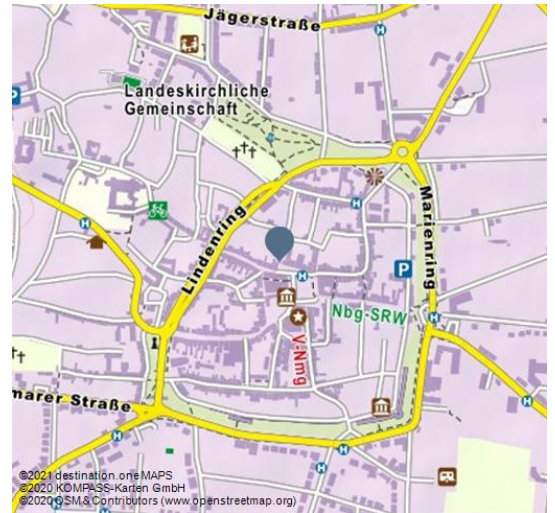 Jägerstraße
Landeskirchliche
Gemeinschaft
H
P
H
H
H
Marienring
Lindenring
P
H
Nbg-SRW
V-Nmg
H
H
marer Straße
H
H
H
H
©2021 destination.one MAPS
©2020 KOMPASS-Karten GmbH
©2020 OSM & Contributors (www.openstreetmap.org)